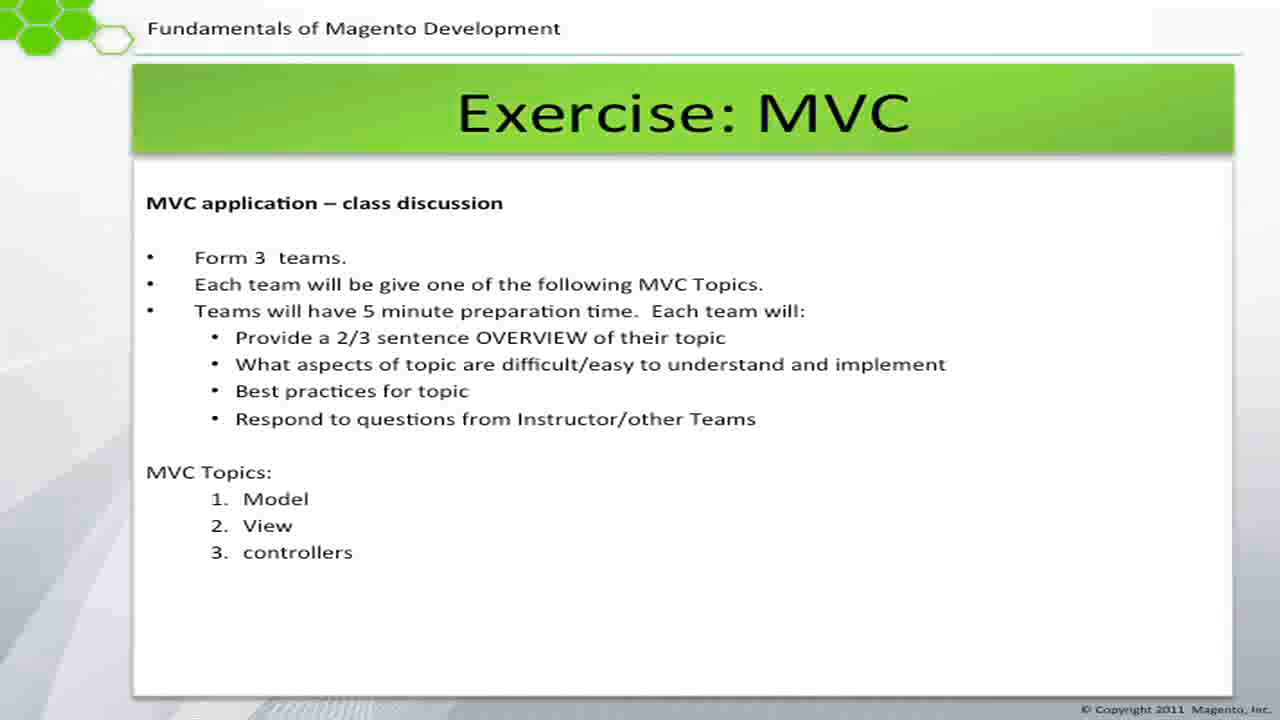 Fundamentals of Magento Development
Exercise: MVC
MVC application – class discussion
• Form 3 teams.
• Each team will be give one of the following MVC Topics.
• Teams will have 5 minute preparation time. Each team will:
• Provide a 2/3 sentence OVERVIEW of their topic
• What aspects of topic are difficult/easy to understand and implement
• Best practices for topic
• Respond to questions from Instructor/other Teams
MVC Topics:
1. Model
2. View
3. controllers
© Copyright 2011 Magento, Inc.